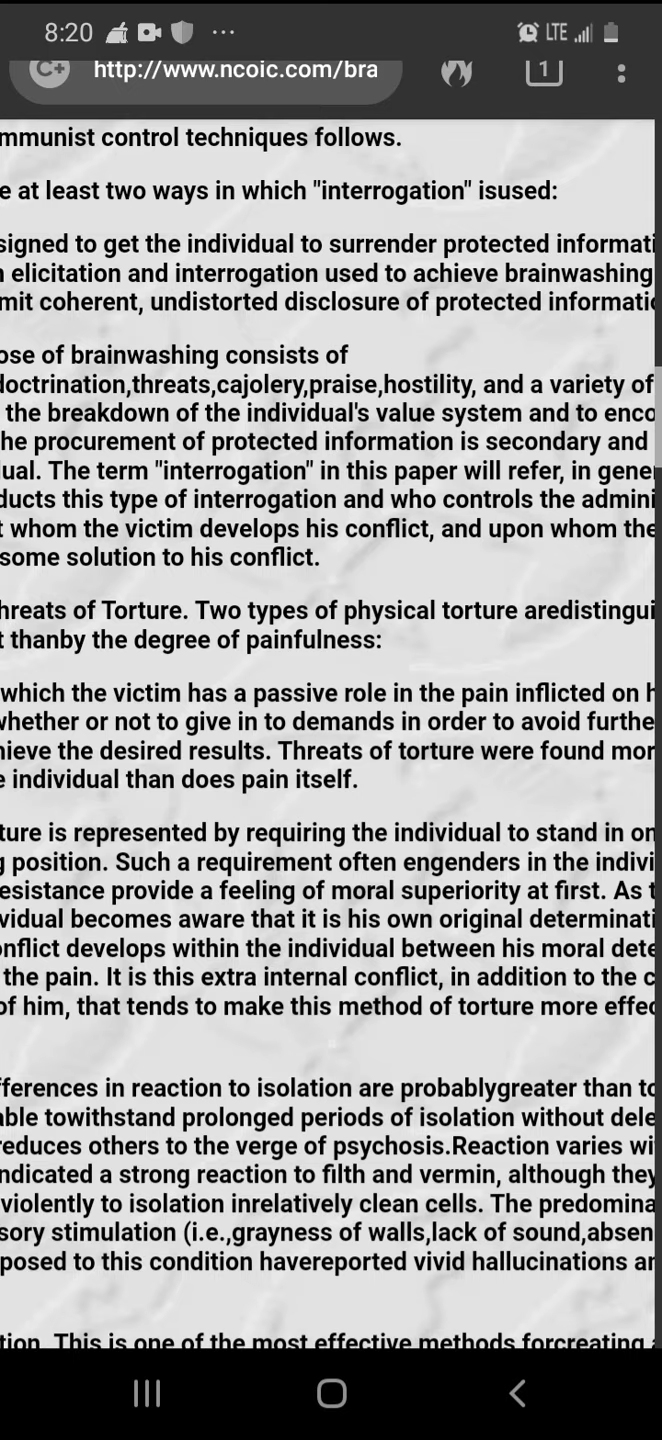 8:20
LTE
http://www.ncoic.com/bra
1
mmunist control techniques follows.
e at least two ways in which "interrogation" isused:
signed to get the individual to surrender protected informati
elicitation and interrogation used to achieve brainwashing
mit coherent, undistorted disclosure of protected informatio
ose of brainwashing consists of
doctrination,threats,cajolery,praise,hostility, and a variety of
the breakdown of the individual's value system and to enco
he procurement of protected information is secondary and
ual. The term "interrogation" in this paper will refer, in gene
ducts this type of interrogation and who controls the admini
t whom the victim develops his conflict, and upon whom the
some solution to his conflict.
hreats of Torture. Two types of physical torture aredistingui
t thanby the degree of painfulness:
which the victim has a passive role in the pain inflicted on h
whether or not to give in to demands in order to avoid furthe
hieve the desired results. Threats of torture were found mor
e individual than does pain itself.
ture is represented by requiring the individual to stand in on
g position. Such a requirement often engenders in the indivi
esistance provide a feeling of moral superiority at first. As t
vidual becomes aware that it is his own original determinati
onflict develops within the individual between his moral dete
the pain. It is this extra internal conflict, in addition to the c
of him, that tends to make this method of torture more effec
fferences in reaction to isolation are probablygreater than to
able towithstand prolonged periods of isolation without dele
reduces others to the verge of psychosis.Reaction varies wi
ndicated a strong reaction to filth and vermin, although they
violently to isolation inrelatively clean cells. The predomina
sory stimulation (i.e.,grayness of walls,lack of sound,absen
posed to this condition havereported vivid hallucinations an
tion. This is one of the most effective methods forcreating a